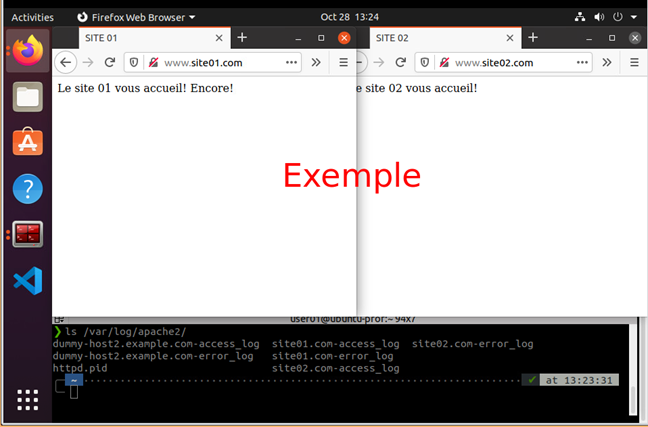 Activities Firefox Web Browser Oct 28 13:24
SITE 01
www.site01.com
Le site 01 vous accueil! Encore!
SITE 02
www.site02.com
e site 02 vous accueil!
Exemple
user01@ubuntu-prof: ~ 94x7
ls /var/log/apache2/
dummy-host2.example.com-access_log site01.com-access_log site02.com-error_log
dummy-host2.example.com-error_log site01.com-error_log
httpd.pid site02.com-access_log
~ at 13:23:31